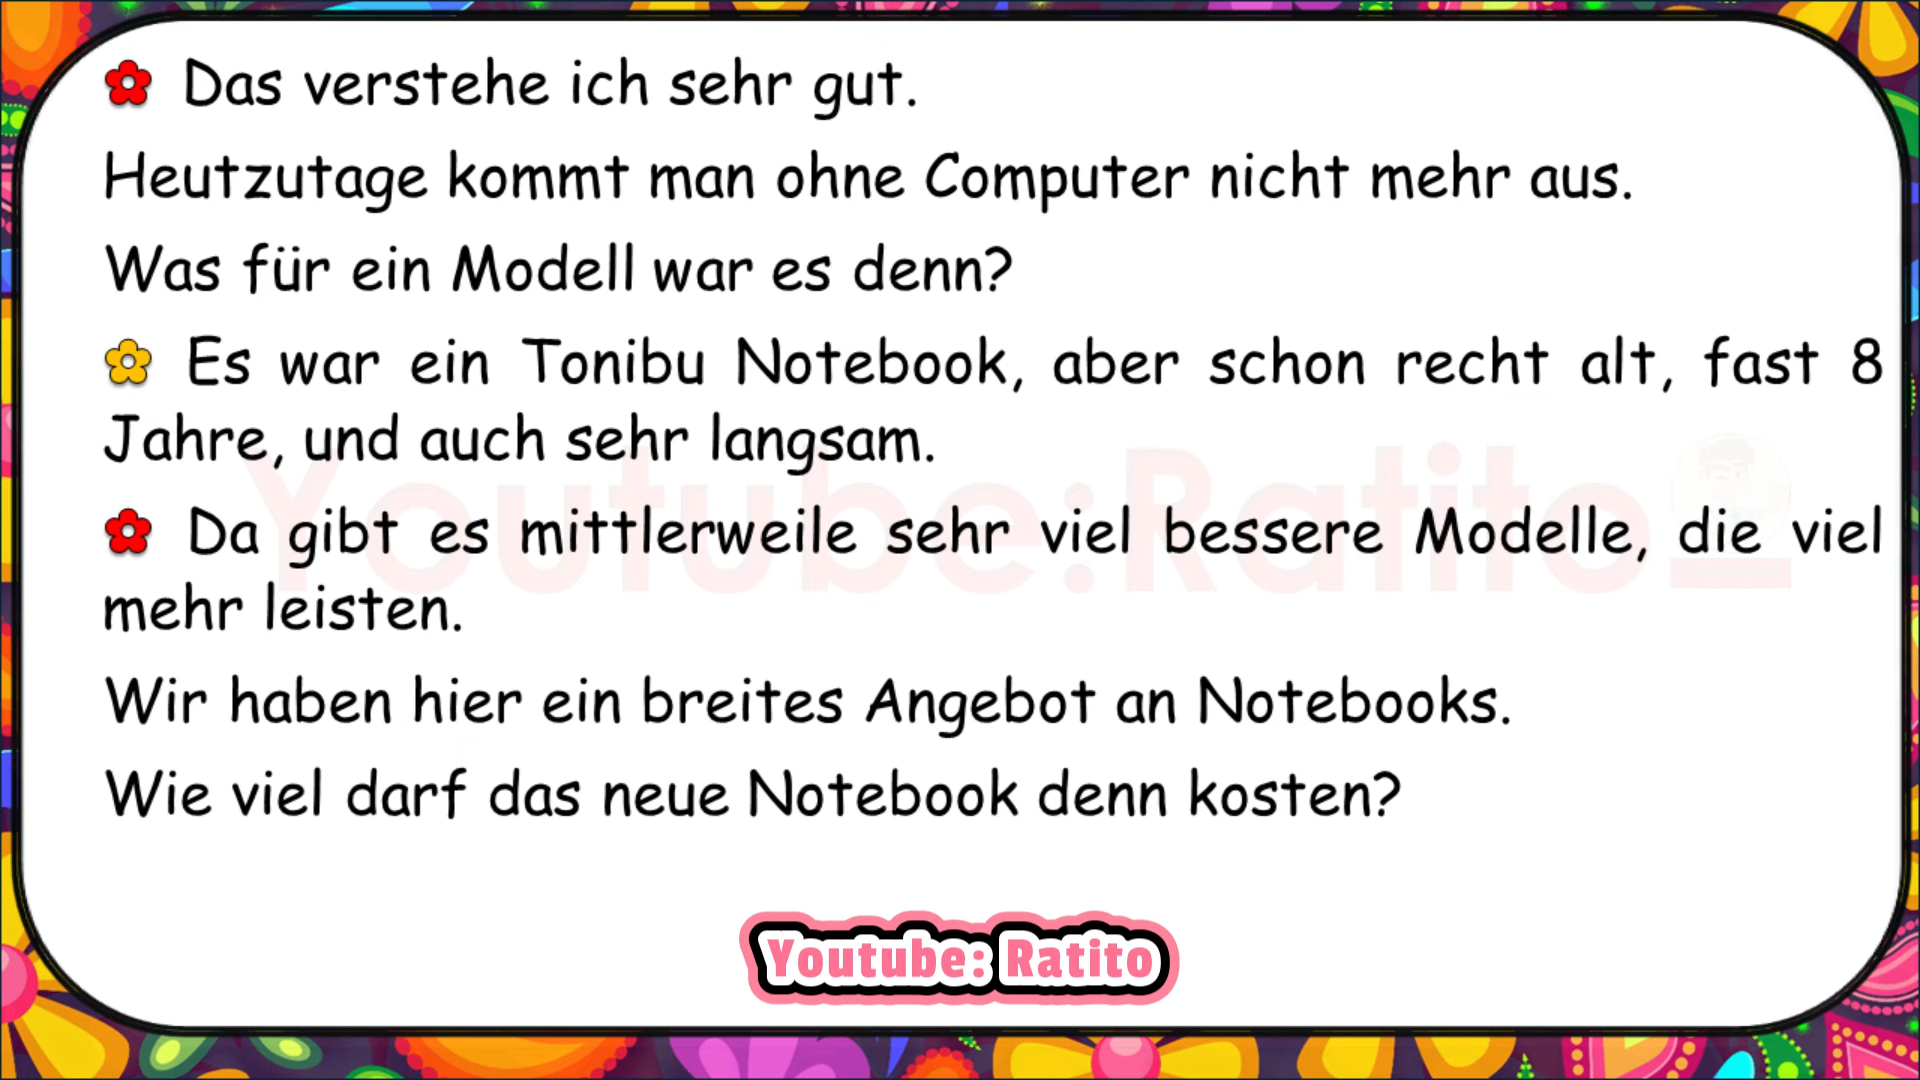 Das verstehe ich sehr gut.
Heutzutage kommt man ohne Computer nicht mehr aus.
Was für ein Modell war es denn?
Es war ein Tonibu Notebook, aber schon recht alt, fast 8
Jahre, und auch sehr langsam.
Youtube:Ratito
Da gibt es mittlerweile sehr viel bessere Modelle, die viel
mehr leisten.
Wir haben hier ein breites Angebot an Notebooks.
Wie viel darf das neue Notebook denn kosten?
Youtube: Ratito